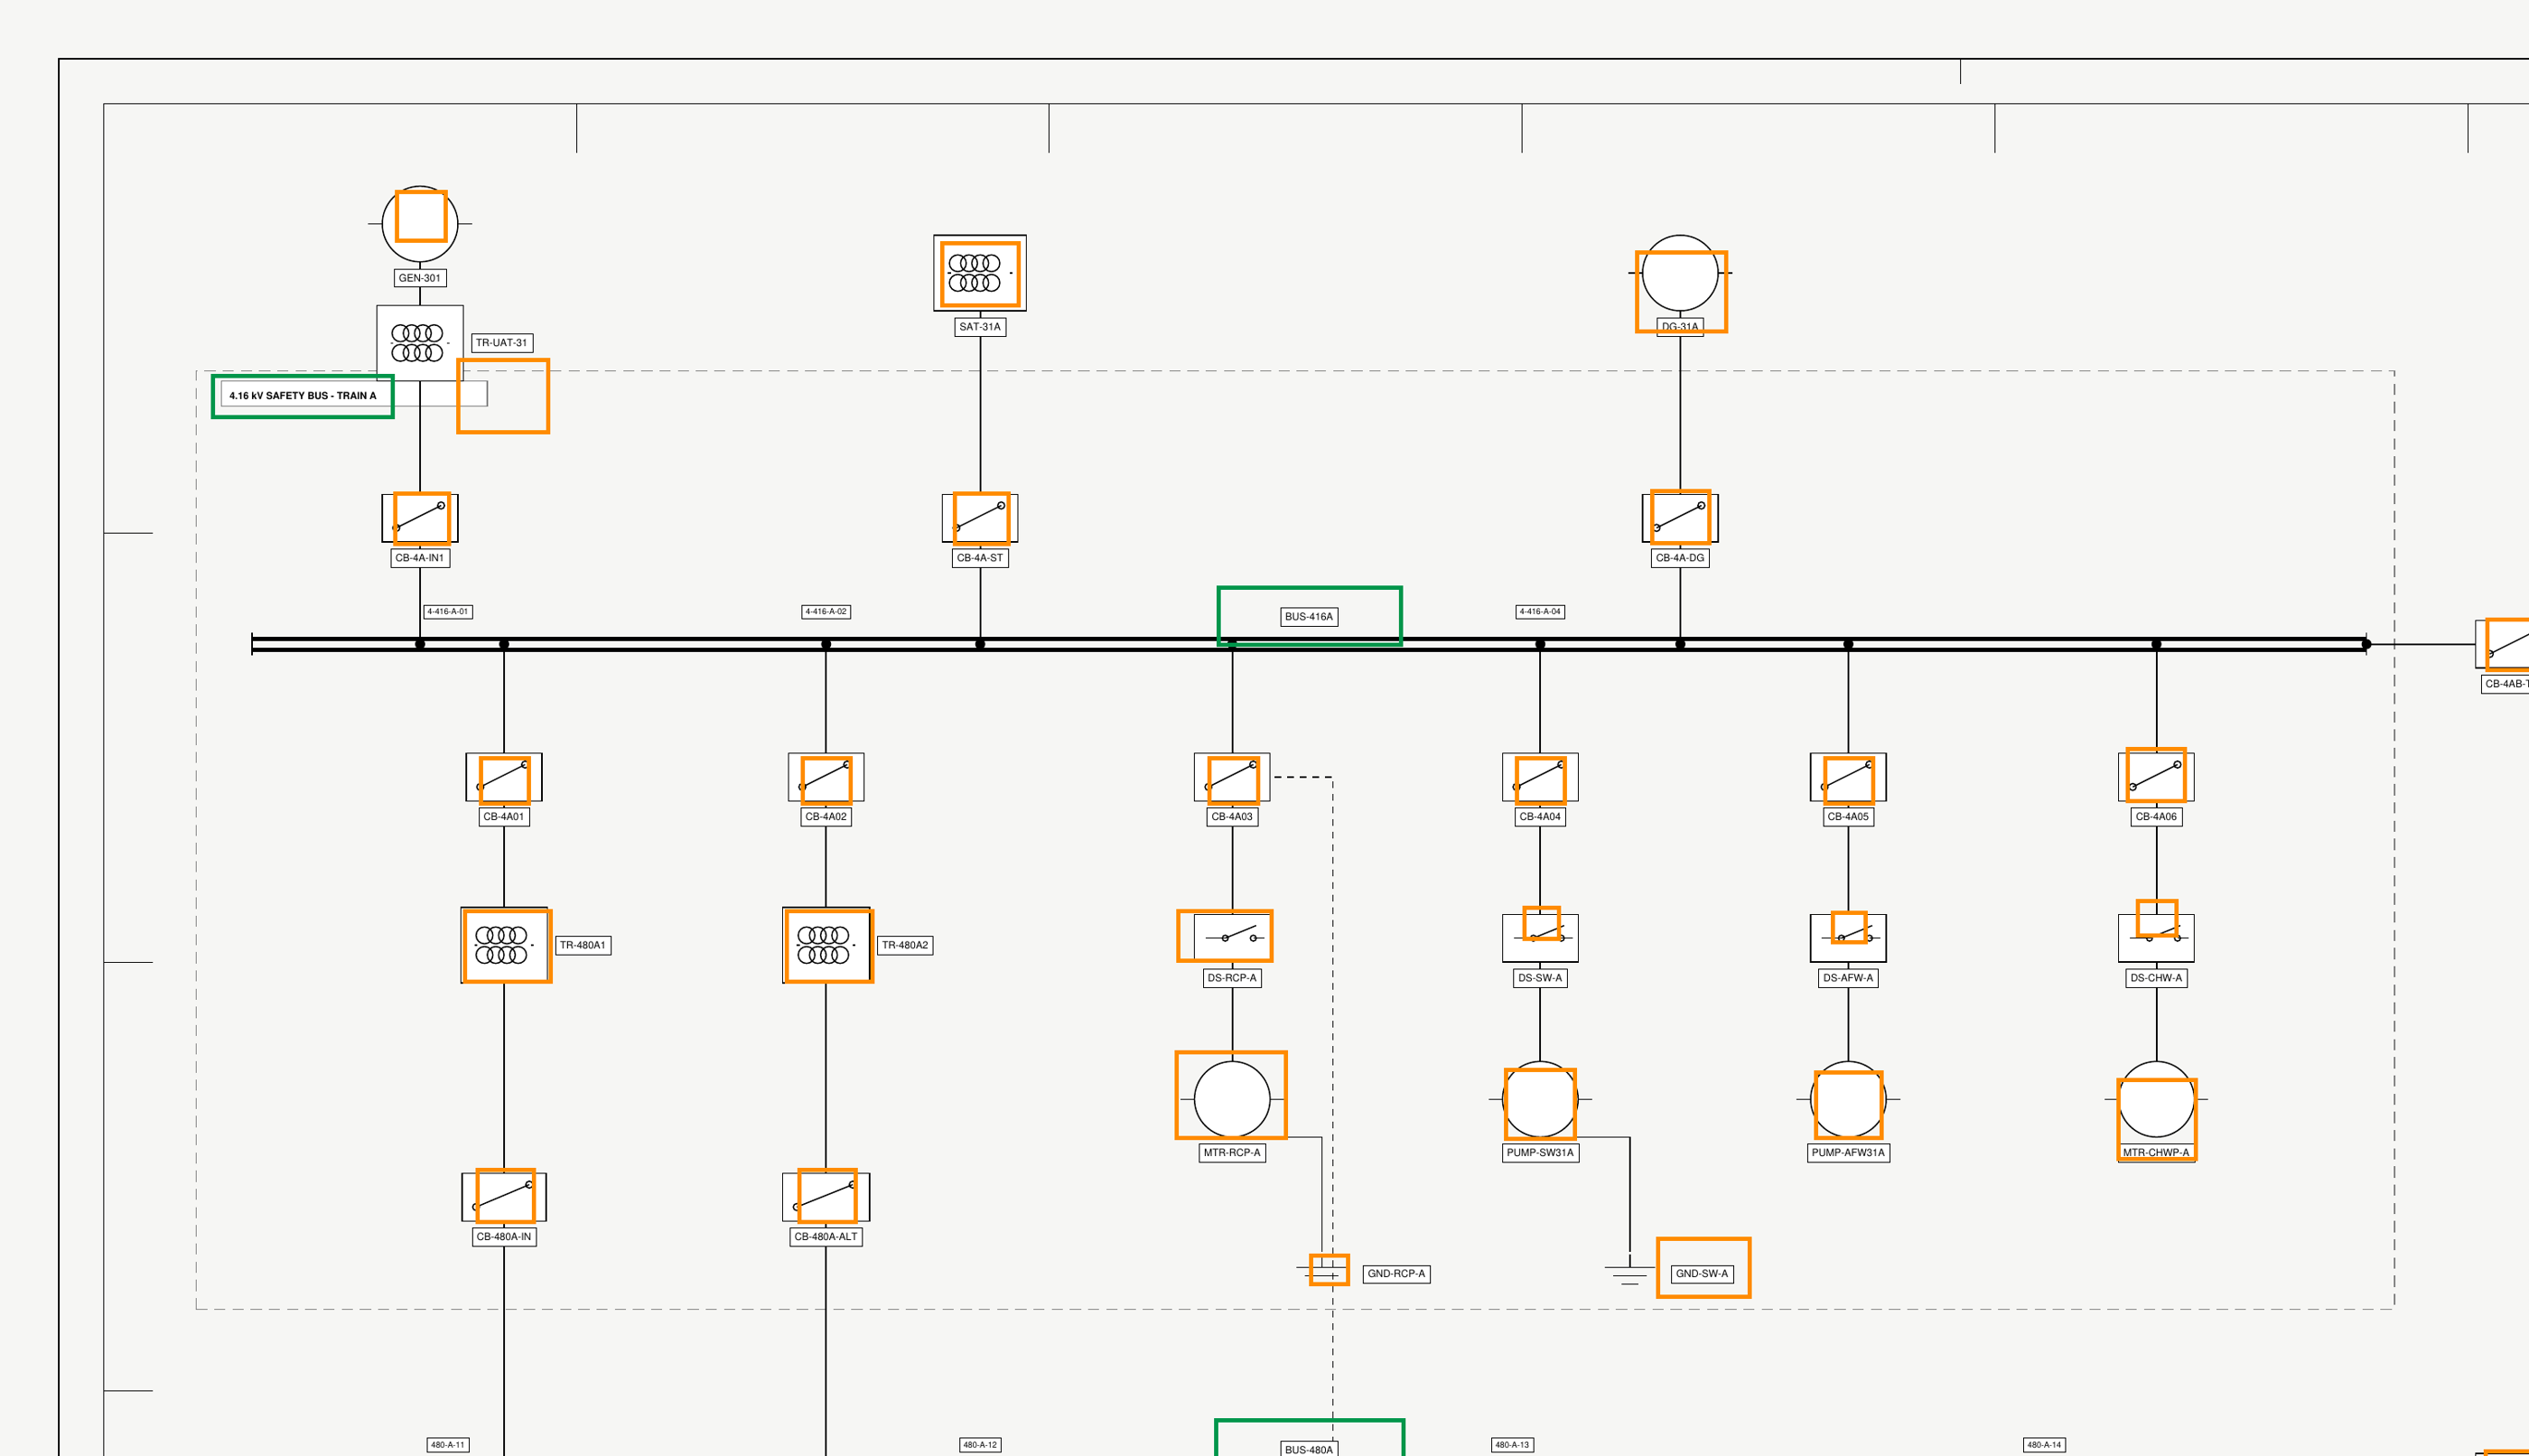 GEN-301
SAT-31A
DG-31A
TR-UAT-31
4.16 kV SAFETY BUS - TRAIN A
CB-4A-IN1
CB-4A-ST
CB-4A-DG
4-416-A-01
4-416-A-02
BUS-416A
4-416-A-04
CB-4AB-T
CB-4A01
CB-4A02
CB-4A03
CB-4A04
CB-4A05
CB-4A06
TR-480A1
TR-480A2
DS-RCP-A
DS-SW-A
DS-AFW-A
DS-CHW-A
MTR-RCP-A
PUMP-SW31A
PUMP-AFW31A
MTR-CHWP-A
CB-480A-IN
CB-480A-ALT
GND-RCP-A
GND-SW-A
480-A-11
480-A-12
BUS-480A
480-A-13
480-A-14